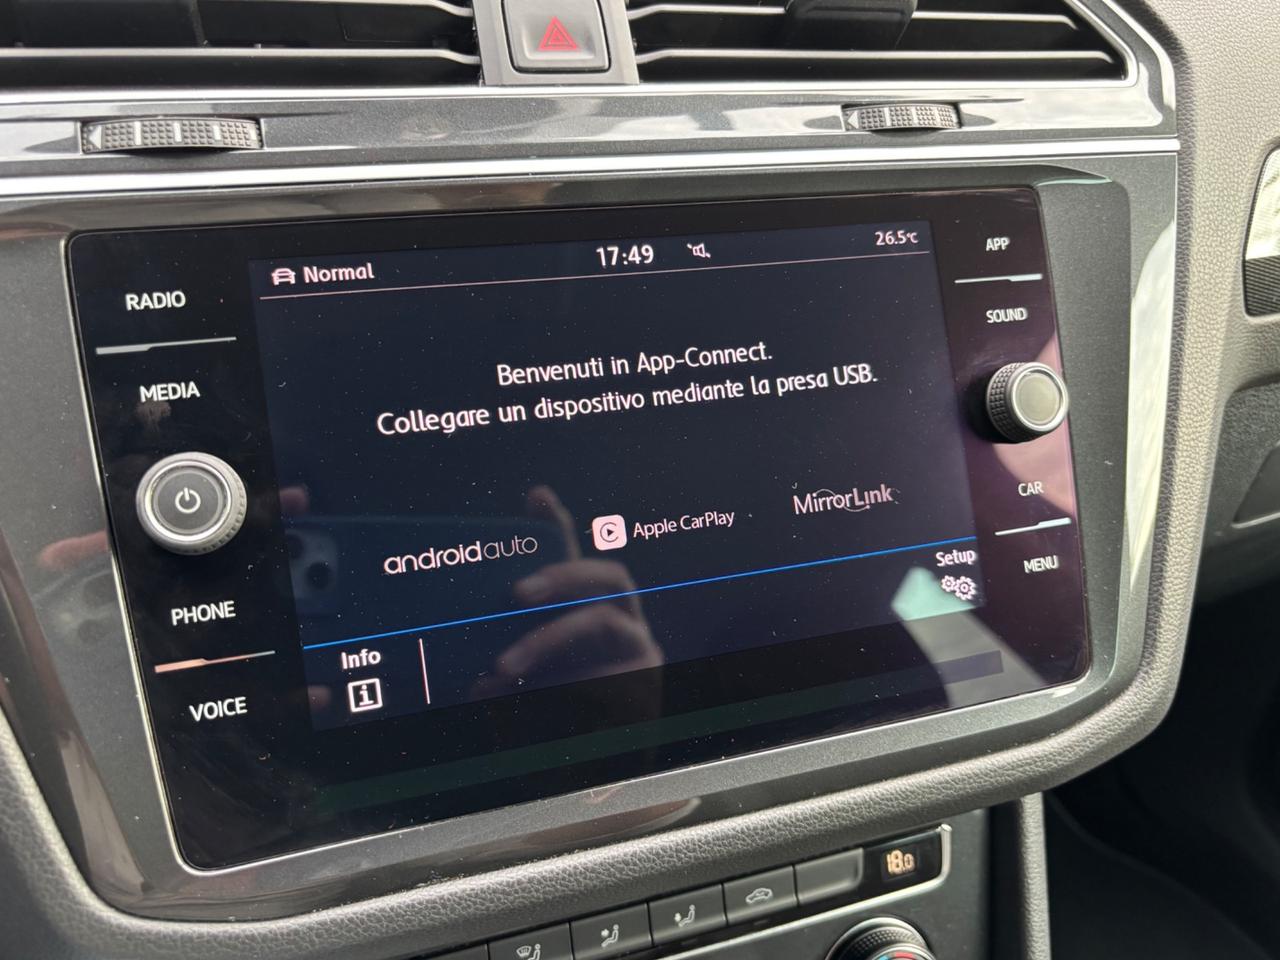 RADIO
MEDIA
PHONE
VOICE
Normal
17:49
26.5°C
Benvenuti in App-Connect.
Collegare un dispositivo mediante la presa USB.
androidauto
Apple CarPlay
MirrorLink
Info
i
Setup
APP
SOUND
CAR
MENU
18.0